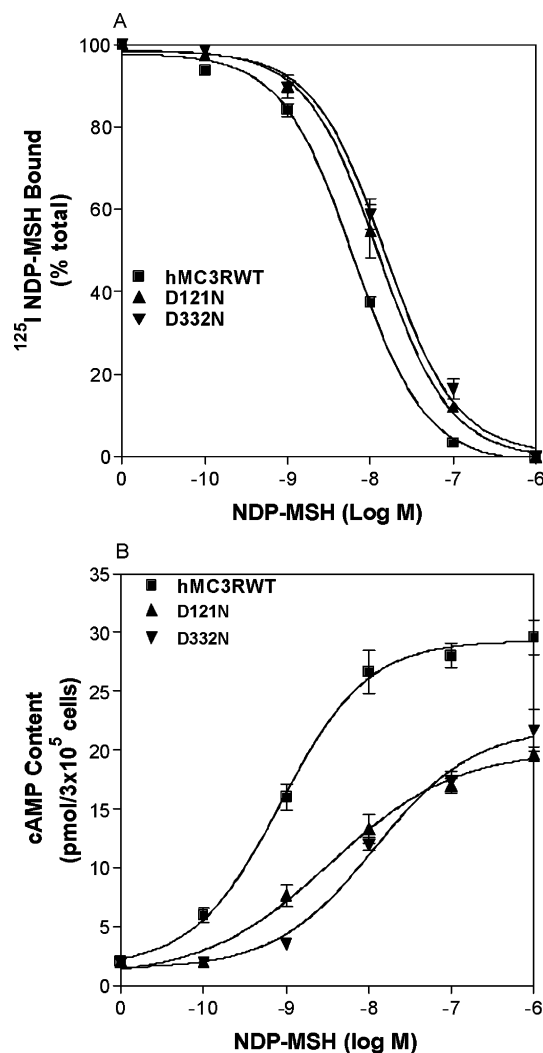 A
100
80
60
40
20
0
¹²⁵I NDP-MSH Bound
(% total)
hMC3RWT
D121N
D332N
0 -10 -9 -8 -7 -6
NDP-MSH (Log M)
B
35
30
25
20
15
10
5
0
cAMP Content
(pmol/3x10⁵ cells)
hMC3RWT
D121N
D332N
0 -10 -9 -8 -7 -6
NDP-MSH (log M)